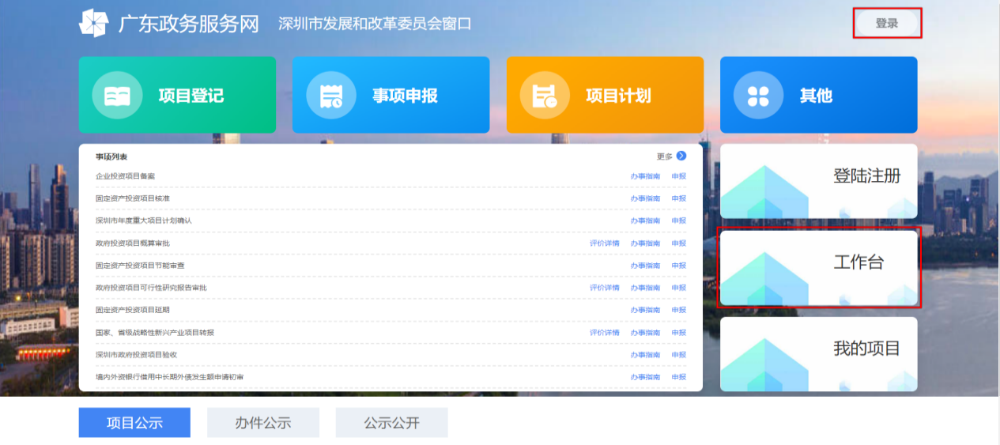 广东政务服务网 深圳市发展和改革委员会窗口 登录
项目登记 事项申报 项目计划 其他
事项列表 更多
企业投资项目备案 办事指南 申报
固定资产投资项目核准 办事指南 申报
深圳市年度重大项目计划确认 办事指南 申报
政府投资项目概算审批 评价详情 办事指南 申报
固定资产投资项目节能审查 办事指南 申报
政府投资项目可行性研究报告审批 评价详情 办事指南 申报
固定资产投资项目延期 办事指南 申报
国家、省级战略性新兴产业项目转报 评价详情 办事指南 申报
深圳市政府投资项目验收 办事指南 申报
境内外资银行借用中长期外债发生额申请初审 办事指南 申报
登陆注册
工作台
我的项目
项目公示 办件公示 公示公开